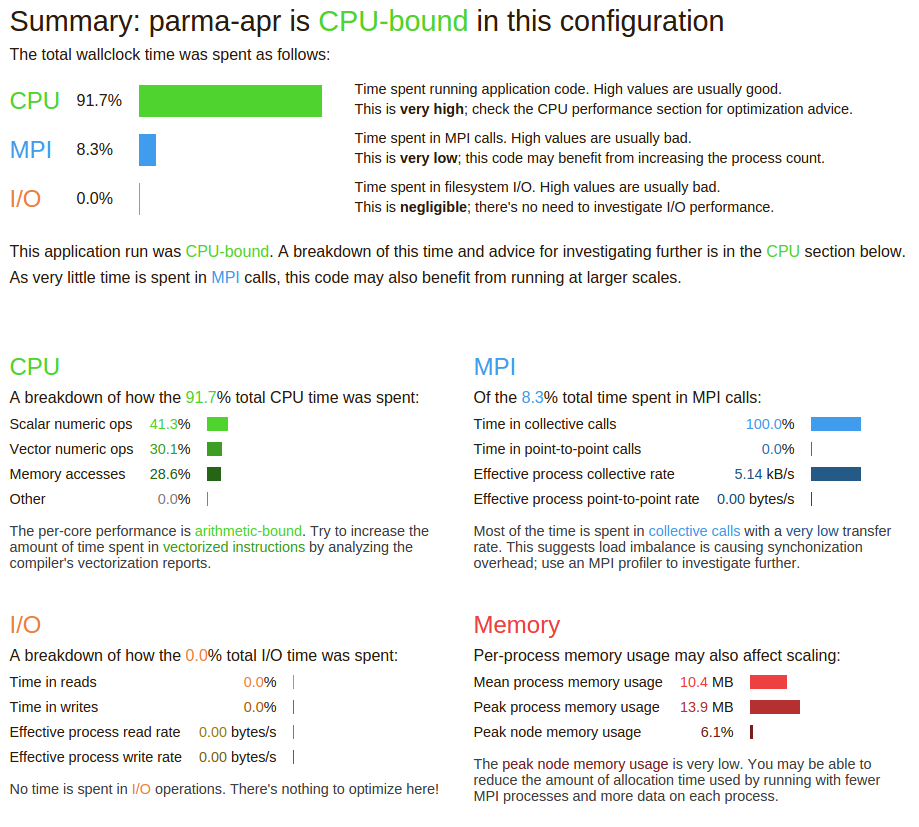 Summary: parma-apr is CPU-bound in this configuration
The total wallclock time was spent as follows:
CPU 91.7% Time spent running application code. High values are usually good.
This is very high; check the CPU performance section for optimization advice.
MPI 8.3% Time spent in MPI calls. High values are usually bad.
This is very low; this code may benefit from increasing the process count.
I/O 0.0% Time spent in filesystem I/O. High values are usually bad.
This is negligible; there's no need to investigate I/O performance.
This application run was CPU-bound. A breakdown of this time and advice for investigating further is in the CPU section below.
As very little time is spent in MPI calls, this code may also benefit from running at larger scales.
CPU
A breakdown of how the 91.7% total CPU time was spent:
Scalar numeric ops 41.3%
Vector numeric ops 30.1%
Memory accesses 28.6%
Other 0.0%
The per-core performance is arithmetic-bound. Try to increase the
amount of time spent in vectorized instructions by analyzing the
compiler's vectorization reports.
MPI
Of the 8.3% total time spent in MPI calls:
Time in collective calls 100.0%
Time in point-to-point calls 0.0%
Effective process collective rate 5.14 kB/s
Effective process point-to-point rate 0.00 bytes/s
Most of the time is spent in collective calls with a very low transfer
rate. This suggests load imbalance is causing synchonization
overhead; use an MPI profiler to investigate further.
I/O
A breakdown of how the 0.0% total I/O time was spent:
Time in reads 0.0%
Time in writes 0.0%
Effective process read rate 0.00 bytes/s
Effective process write rate 0.00 bytes/s
No time is spent in I/O operations. There's nothing to optimize here!
Memory
Per-process memory usage may also affect scaling:
Mean process memory usage 10.4 MB
Peak process memory usage 13.9 MB
Peak node memory usage 6.1%
The peak node memory usage is very low. You may be able to
reduce the amount of allocation time used by running with fewer
MPI processes and more data on each process.